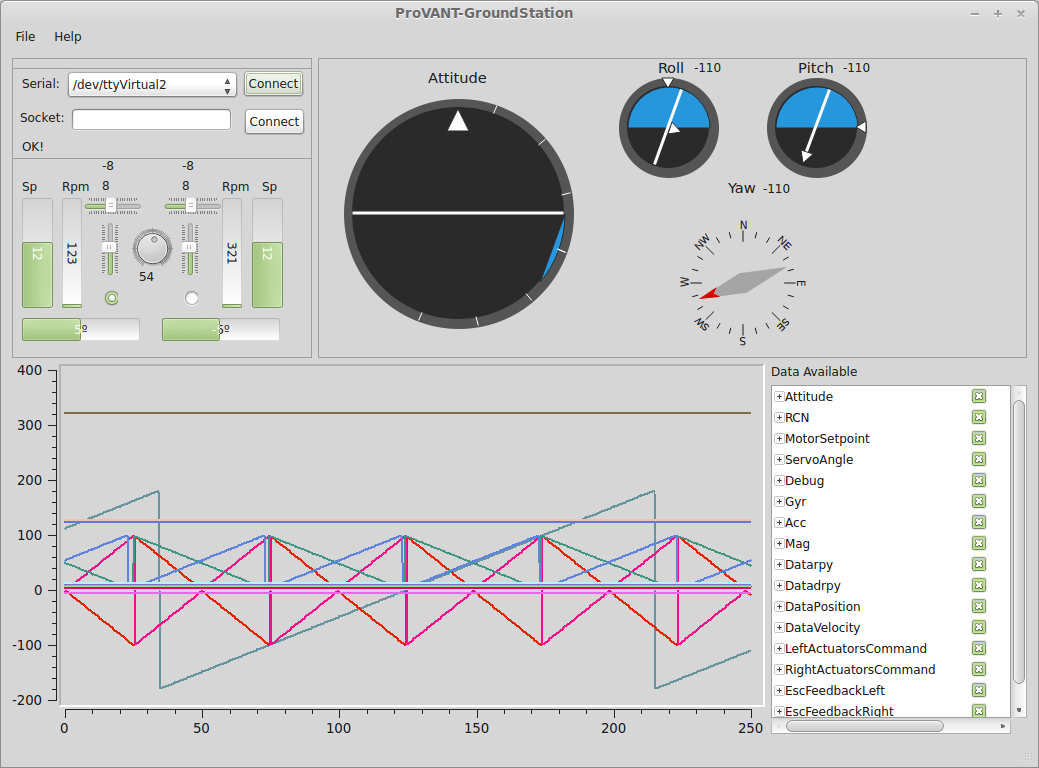 ProVANT-GroundStation
File Help
Serial: /dev/ttyVirtual2 Connect
Socket: Connect
OK!
-8 -8
Sp Rpm 8 8 Rpm Sp
12 123 321 12
54
5º -5º
Attitude
Roll -110
Pitch -110
Yaw -110
N
NW NE
W E
SW SE
S
400
300
200
100
0
-100
-200
0 50 100 150 200 250
Data Available
Attitude
RCN
MotorSetpoint
ServoAngle
Debug
Gyr
Acc
Mag
Datarpy
Datadrpy
DataPosition
DataVelocity
LeftActuatorsCommand
RightActuatorsCommand
EscFeedbackLeft
EscFeedbackRight